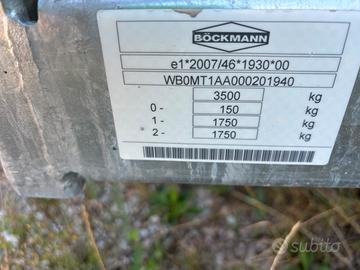 BÖCKMANN
e1*2007/46*1930*00
WB0MT1AA000201940
3500 kg
0- 150 kg
1 - 1750 kg
2 - 1750 kg
subito